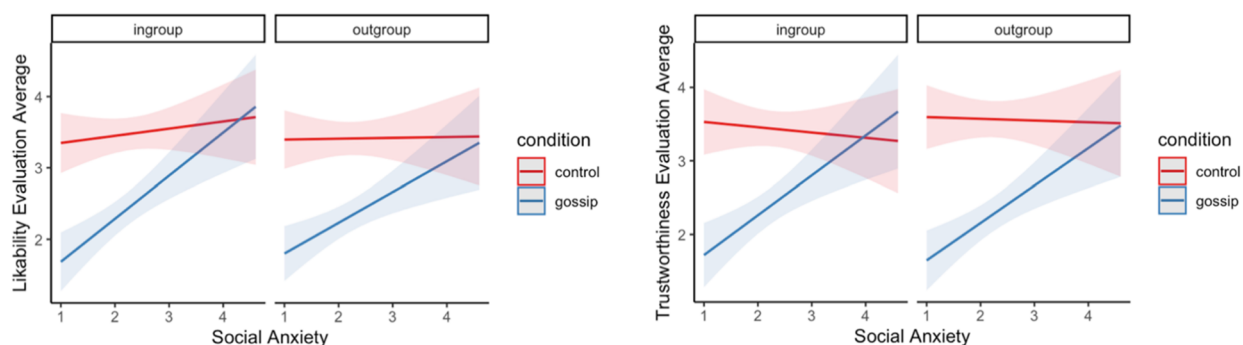 ingroup
outgroup
Likability Evaluation Average
4
3
2
1
2
3
4
1
2
3
4
Social Anxiety
condition
control
gossip
ingroup
outgroup
Trustworthiness Evaluation Average
4
3
2
1
2
3
4
1
2
3
4
Social Anxiety
condition
control
gossip